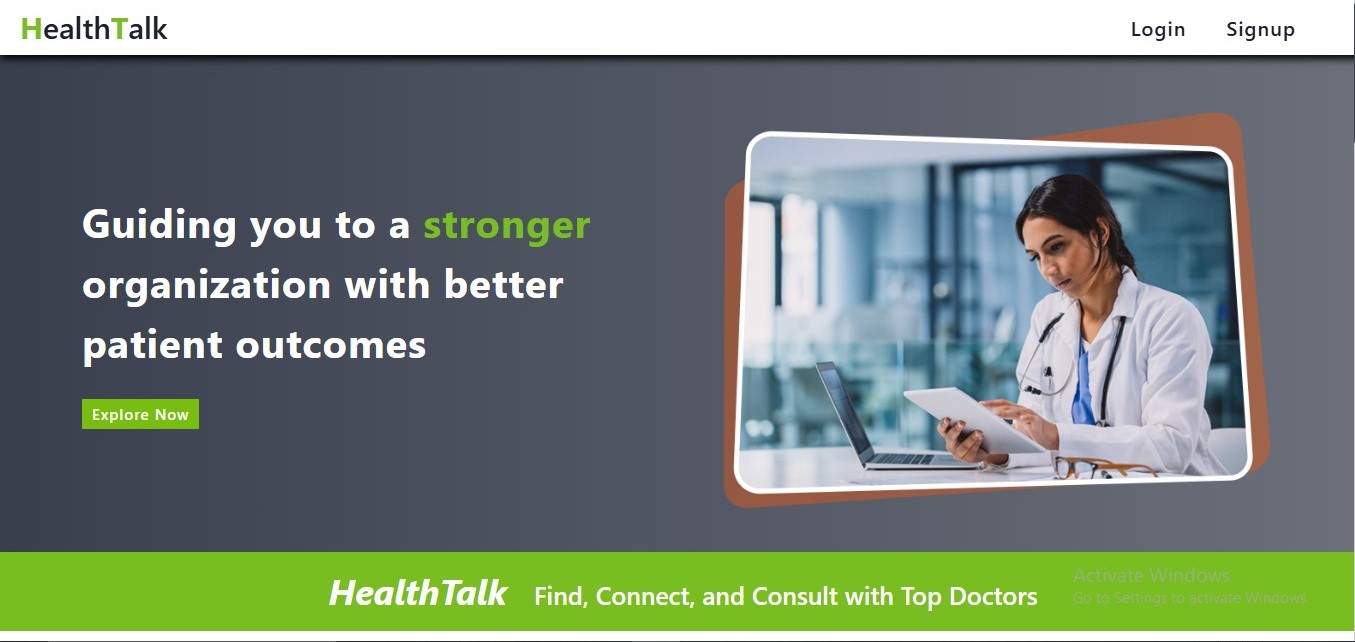 HealthTalk
Login
Signup
Guiding you to a stronger
organization with better
patient outcomes
Explore Now
HealthTalk
Find, Connect, and Consult with Top Doctors
Activate Windows
Go to Settings to activate Windows.